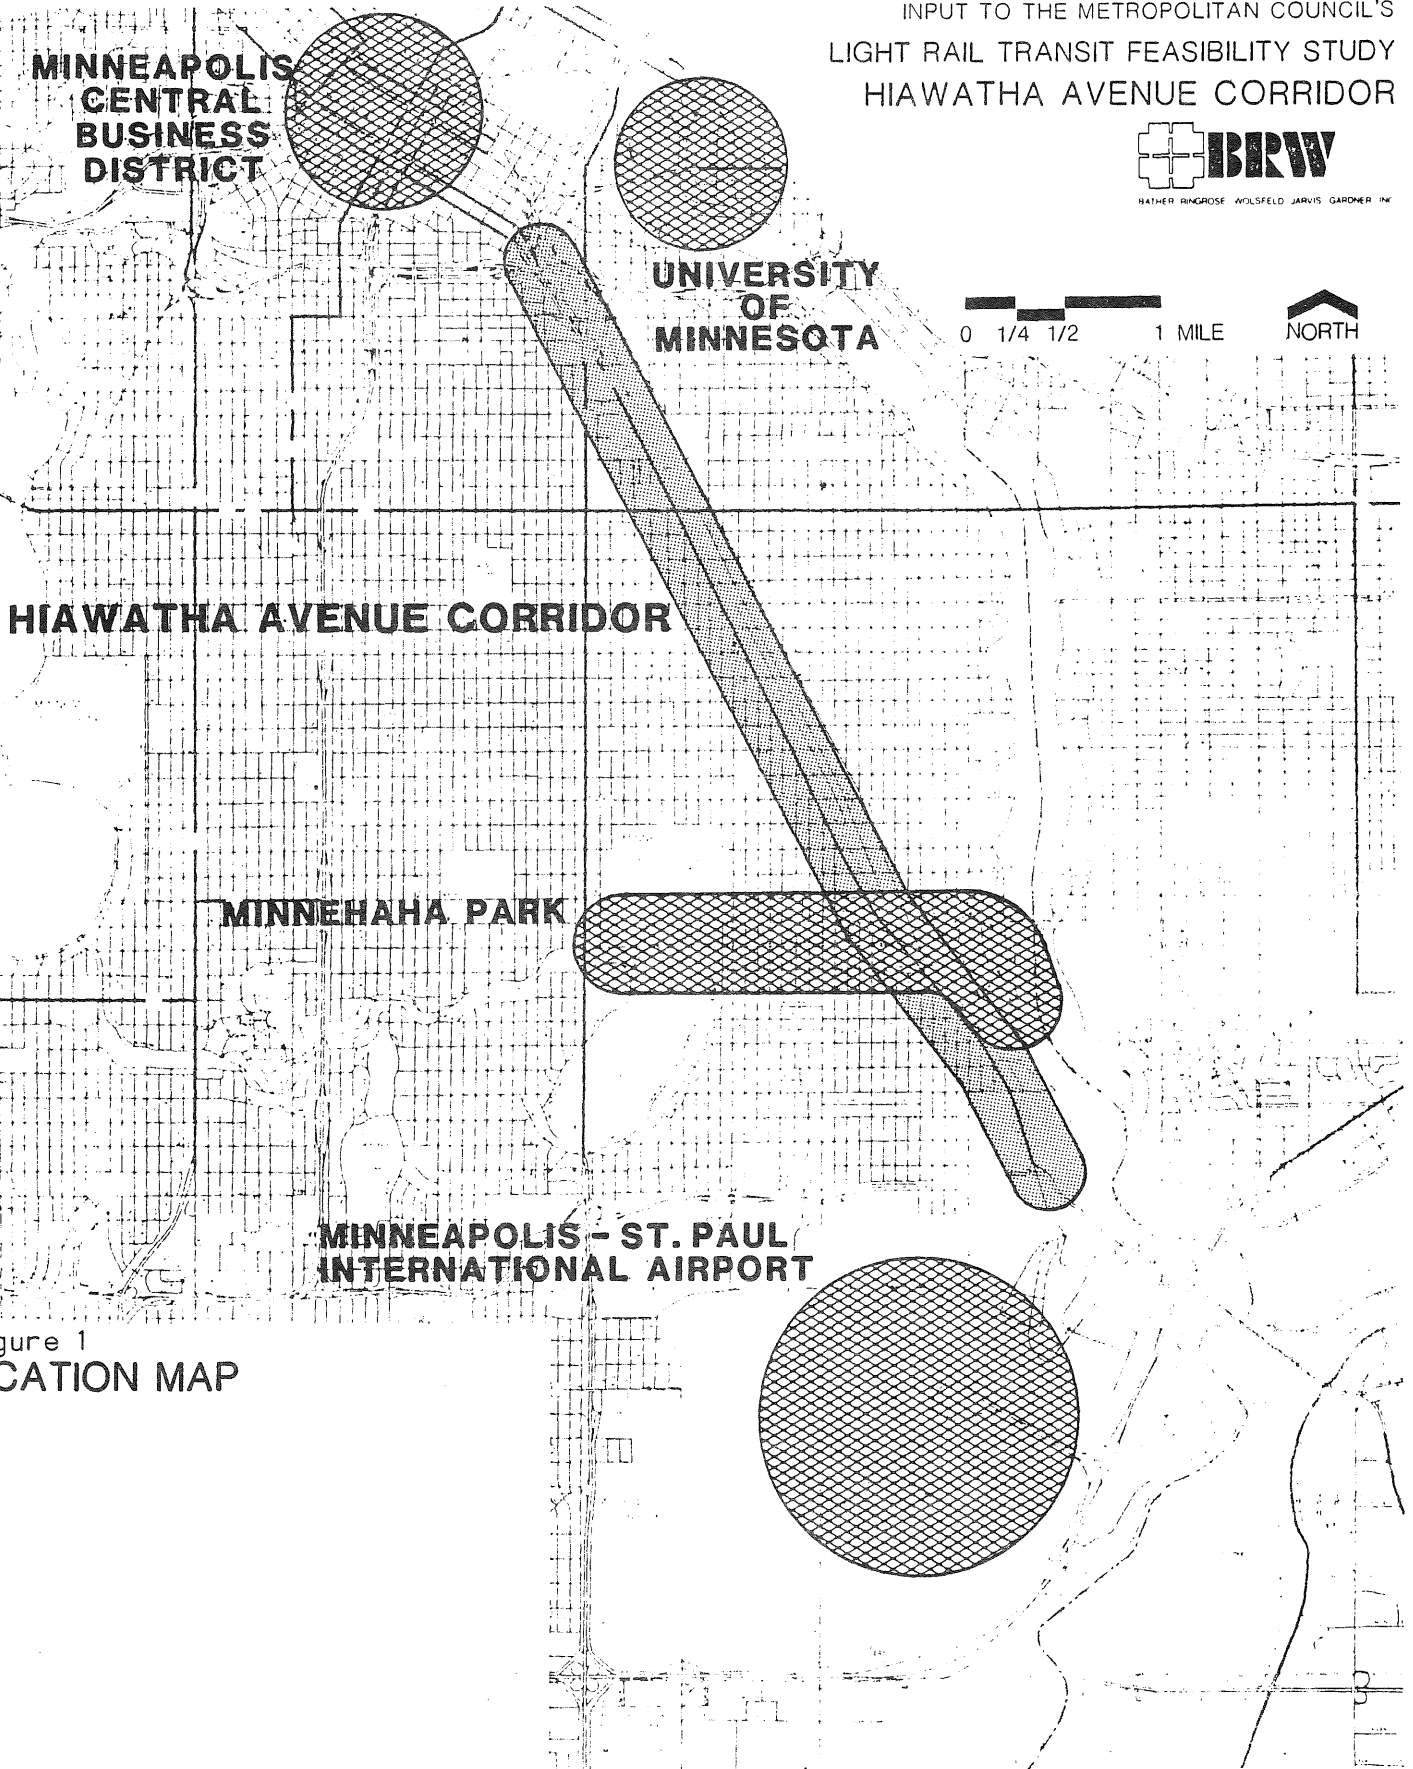 INPUT TO THE METROPOLITAN COUNCIL'S
LIGHT RAIL TRANSIT FEASIBILITY STUDY
HIAWATHA AVENUE CORRIDOR
BRW
BATHER RINGROSE WOLSFELD JARVIS GARDNER INC
MINNEAPOLIS
CENTRAL
BUSINESS
DISTRICT
UNIVERSITY
OF
MINNESOTA
0 1/4 1/2 1 MILE
NORTH
HIAWATHA AVENUE CORRIDOR
MINNEHAHA PARK
MINNEAPOLIS – ST. PAUL
INTERNATIONAL AIRPORT
gure 1
CATION MAP
3